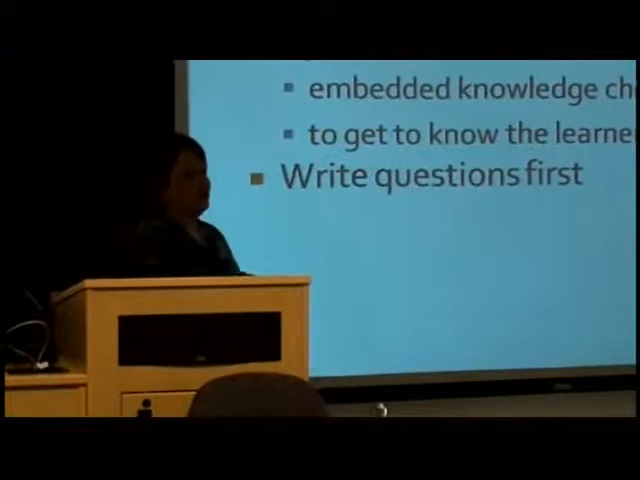 embedded knowledge ch
to get to know the learne
Write questions first